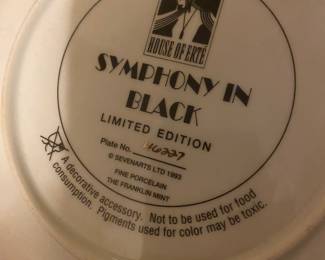 HOUSE OF ERTÉ
SYMPHONY IN
BLACK
LIMITED EDITION
Plate No.
© SEVENARTS LTD 1993
FINE PORCELAIN
THE FRANKLIN MINT
A decorative accessory. Not to be used for food
consumption. Pigments used for color may be toxic.